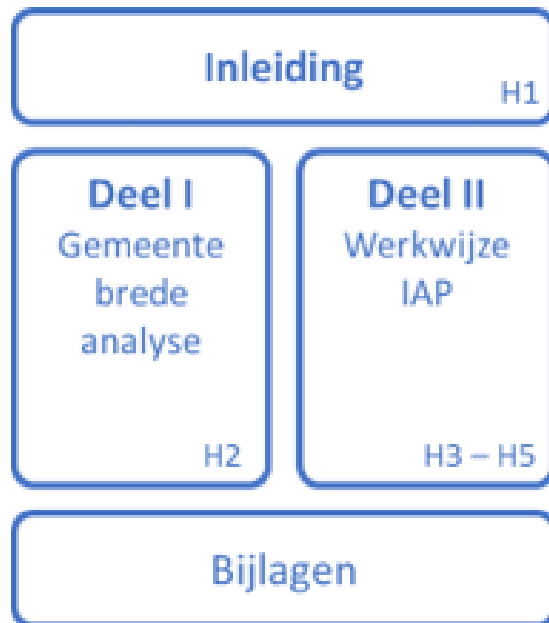 Inleiding
H1
Deel I
Gemeente
brede
analyse
H2
Deel II
Werkwijze
IAP
H3 – H5
Bijlagen